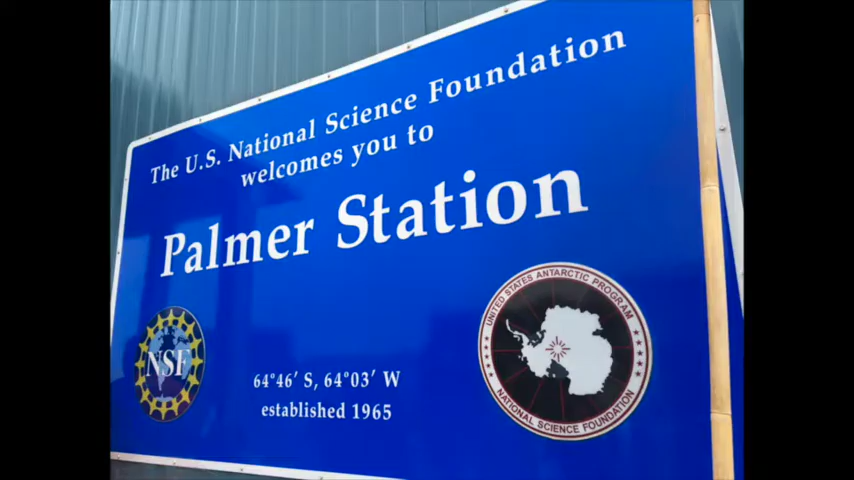 The U.S. National Science Foundation
welcomes you to
Palmer Station
NSF
64°46′ S, 64°03′ W
established 1965
UNITED STATES ANTARCTIC PROGRAM
NATIONAL SCIENCE FOUNDATION